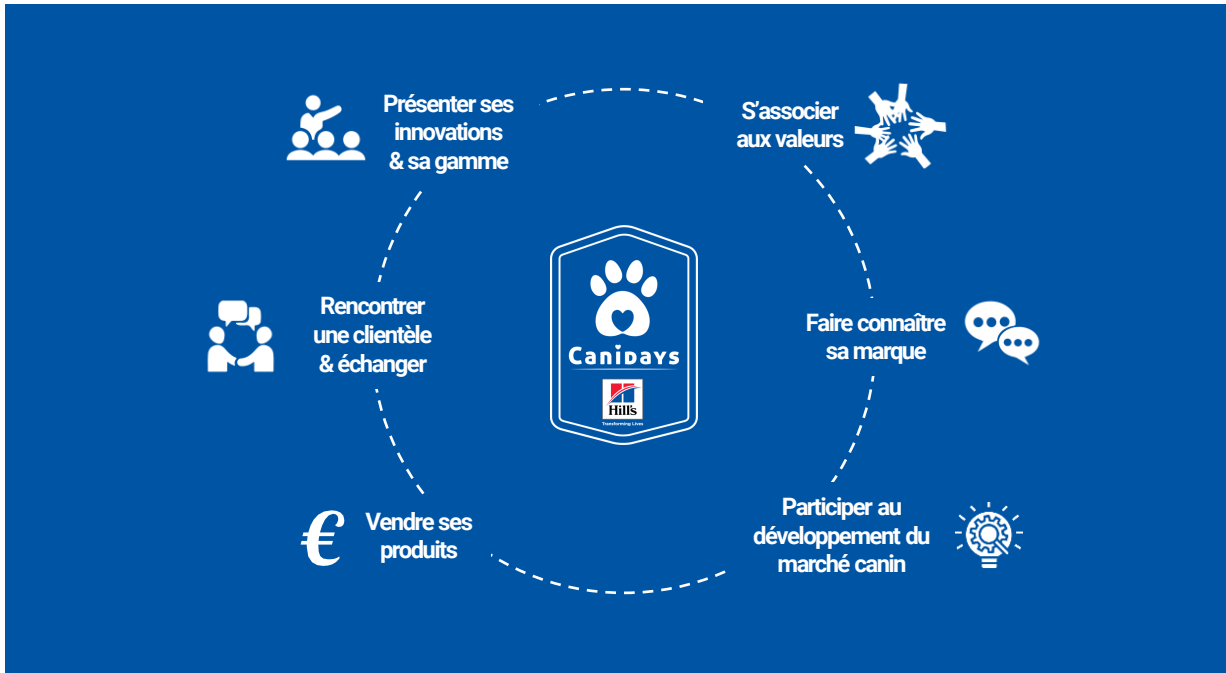 Présenter ses
innovations
& sa gamme
S'associer
aux valeurs
Rencontrer
une clientèle
& échanger
Faire connaître
sa marque
CaniDays
Hill's
Transforming Lives
€
Vendre ses
produits
Participer au
développement du
marché canin